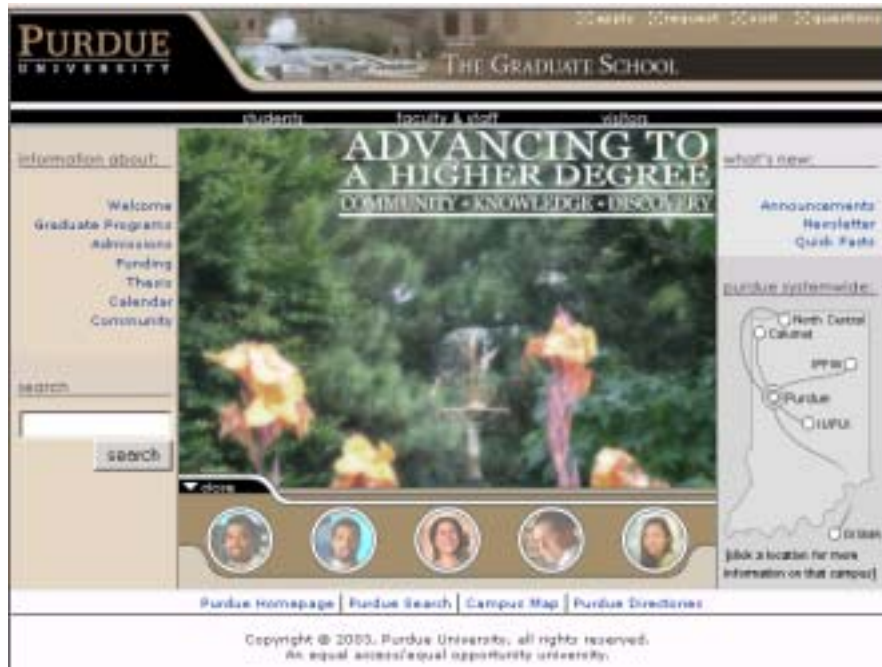 PURDUE
UNIVERSITY
apply request visit questions
THE GRADUATE SCHOOL
students faculty & staff visitors
information about:
Welcome
Graduate Programs
Admissions
Funding
Thesis
Calendar
Community
search
search
ADVANCING TO
A HIGHER DEGREE
COMMUNITY • KNOWLEDGE • DISCOVERY
close
what's new:
Announcements
Newsletter
Quick Facts
purdue systemwide:
North Central
Calumet
IPFW
Purdue
IUPUI
[click a location for more
information on that campus]
Purdue Homepage | Purdue Search | Campus Map | Purdue Directories
Copyright © 2003, Purdue University, all rights reserved.
An equal access/equal opportunity university.